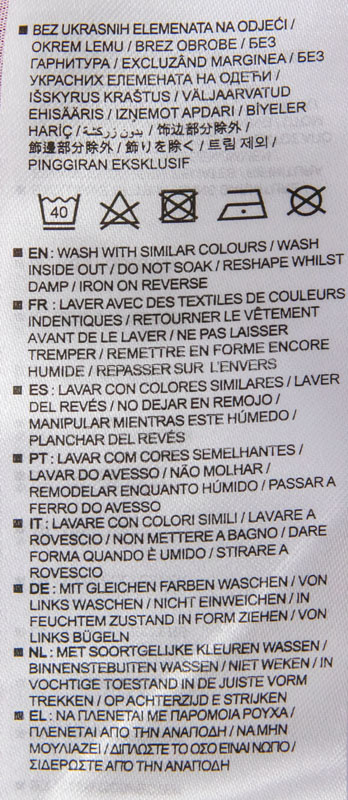 ■ BEZ UKRASNIH ELEMENATA NA ODJEĆI /
OKREM LEMU / BREZ OBROBE / БЕЗ
ГАРНИТУРА / EXCLUZÂND MARGINEA / БЕЗ
УКРАСНИХ ЕЛЕМЕНАТА НА ОДЕЋИ /
IŠSKYRUS KRAŠTUS / VÄLJAARVATUD
EHISÄÄRIS / IZŅEMOT APDARI / BİYELER
HARİÇ / بدون زركشة / 饰边部分除外 /
飾邊部分除外 / 飾りを除く / 트림 제외 /
PINGGIRAN EKSKLUSIF
40
■ EN : WASH WITH SIMILAR COLOURS / WASH
INSIDE OUT / DO NOT SOAK / RESHAPE WHILST
DAMP / IRON ON REVERSE
■ FR : LAVER AVEC DES TEXTILES DE COULEURS
INDENTIQUES / RETOURNER LE VÊTEMENT
AVANT DE LE LAVER / NE PAS LAISSER
TREMPER / REMETTRE EN FORME ENCORE
HUMIDE / REPASSER SUR L'ENVERS
■ ES : LAVAR CON COLORES SIMILARES / LAVER
DEL REVÉS / NO DEJAR EN REMOJO /
MANIPULAR MIENTRAS ESTE HÚMEDO /
PLANCHAR DEL REVÉS
■ PT : LAVAR COM CORES SEMELHANTES /
LAVAR DO AVESSO / NÃO MOLHAR /
REMODELAR ENQUANTO HÚMIDO / PASSAR A
FERRO DO AVESSO
■ IT : LAVARE CON COLORI SIMILI / LAVARE A
ROVESCIO / NON METTERE A BAGNO / DARE
FORMA QUANDO È UMIDO / STIRARE A
ROVESCIO
■ DE : MIT GLEICHEN FARBEN WASCHEN / VON
LINKS WASCHEN / NICHT EINWEICHEN / IN
FEUCHTEM ZUSTAND IN FORM ZIEHEN / VON
LINKS BÜGELN
■ NL : MET SOORTGELIJKE KLEUREN WASSEN /
BINNENSTEBUITEN WASSEN / NIET WEKEN / IN
VOCHTIGE TOESTAND IN DE JUISTE VORM
TREKKEN / OP ACHTERZIJD E STRIJKEN
■ EL : ΝΑ ΠΛΕΝΕΤΑΙ ΜΕ ΠΑΡΟΜΟΙΑ ΡΟΥΧΑ /
ΠΛΕΝΕΤΑΙ ΑΠΟ ΤΗΝ ΑΝΑΠΟΔΗ / ΝΑ ΜΗΝ
ΜΟΥΛΙΑΖΕΙ / ΔΙΠΛΩΣΤΕ ΤΟ ΟΣΟ ΕΙΝΑΙ ΝΩΠΟ /
ΣΙΔΕΡΩΣΤΕ ΑΠΌ ΤΗΝ ΑΝΑΠΟΔΗ